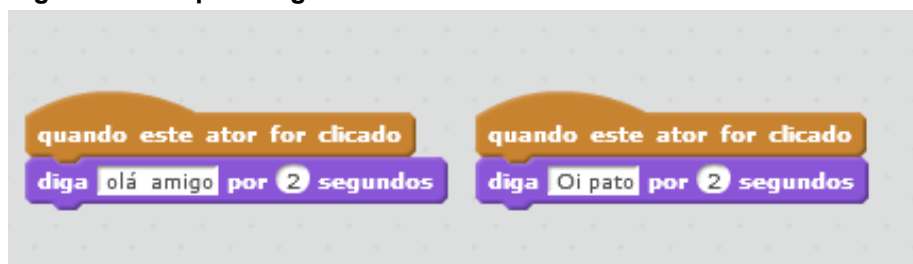 quando este ator for clicado
diga olá amigo por 2 segundos
quando este ator for clicado
diga Oi pato por 2 segundos